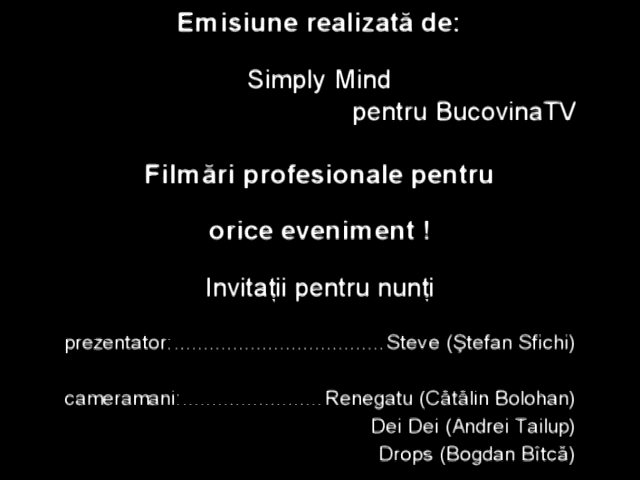 Emisiune realizată de:
Simply Mind
pentru BucovinaTV
Filmări profesionale pentru
orice eveniment !
Invitații pentru nunți
prezentator:....................................Steve (Ștefan Sfichi)
cameramani:........................Renegatu (Cătălin Bolohan)
Dei Dei (Andrei Tailup)
Drops (Bogdan Bîtcă)